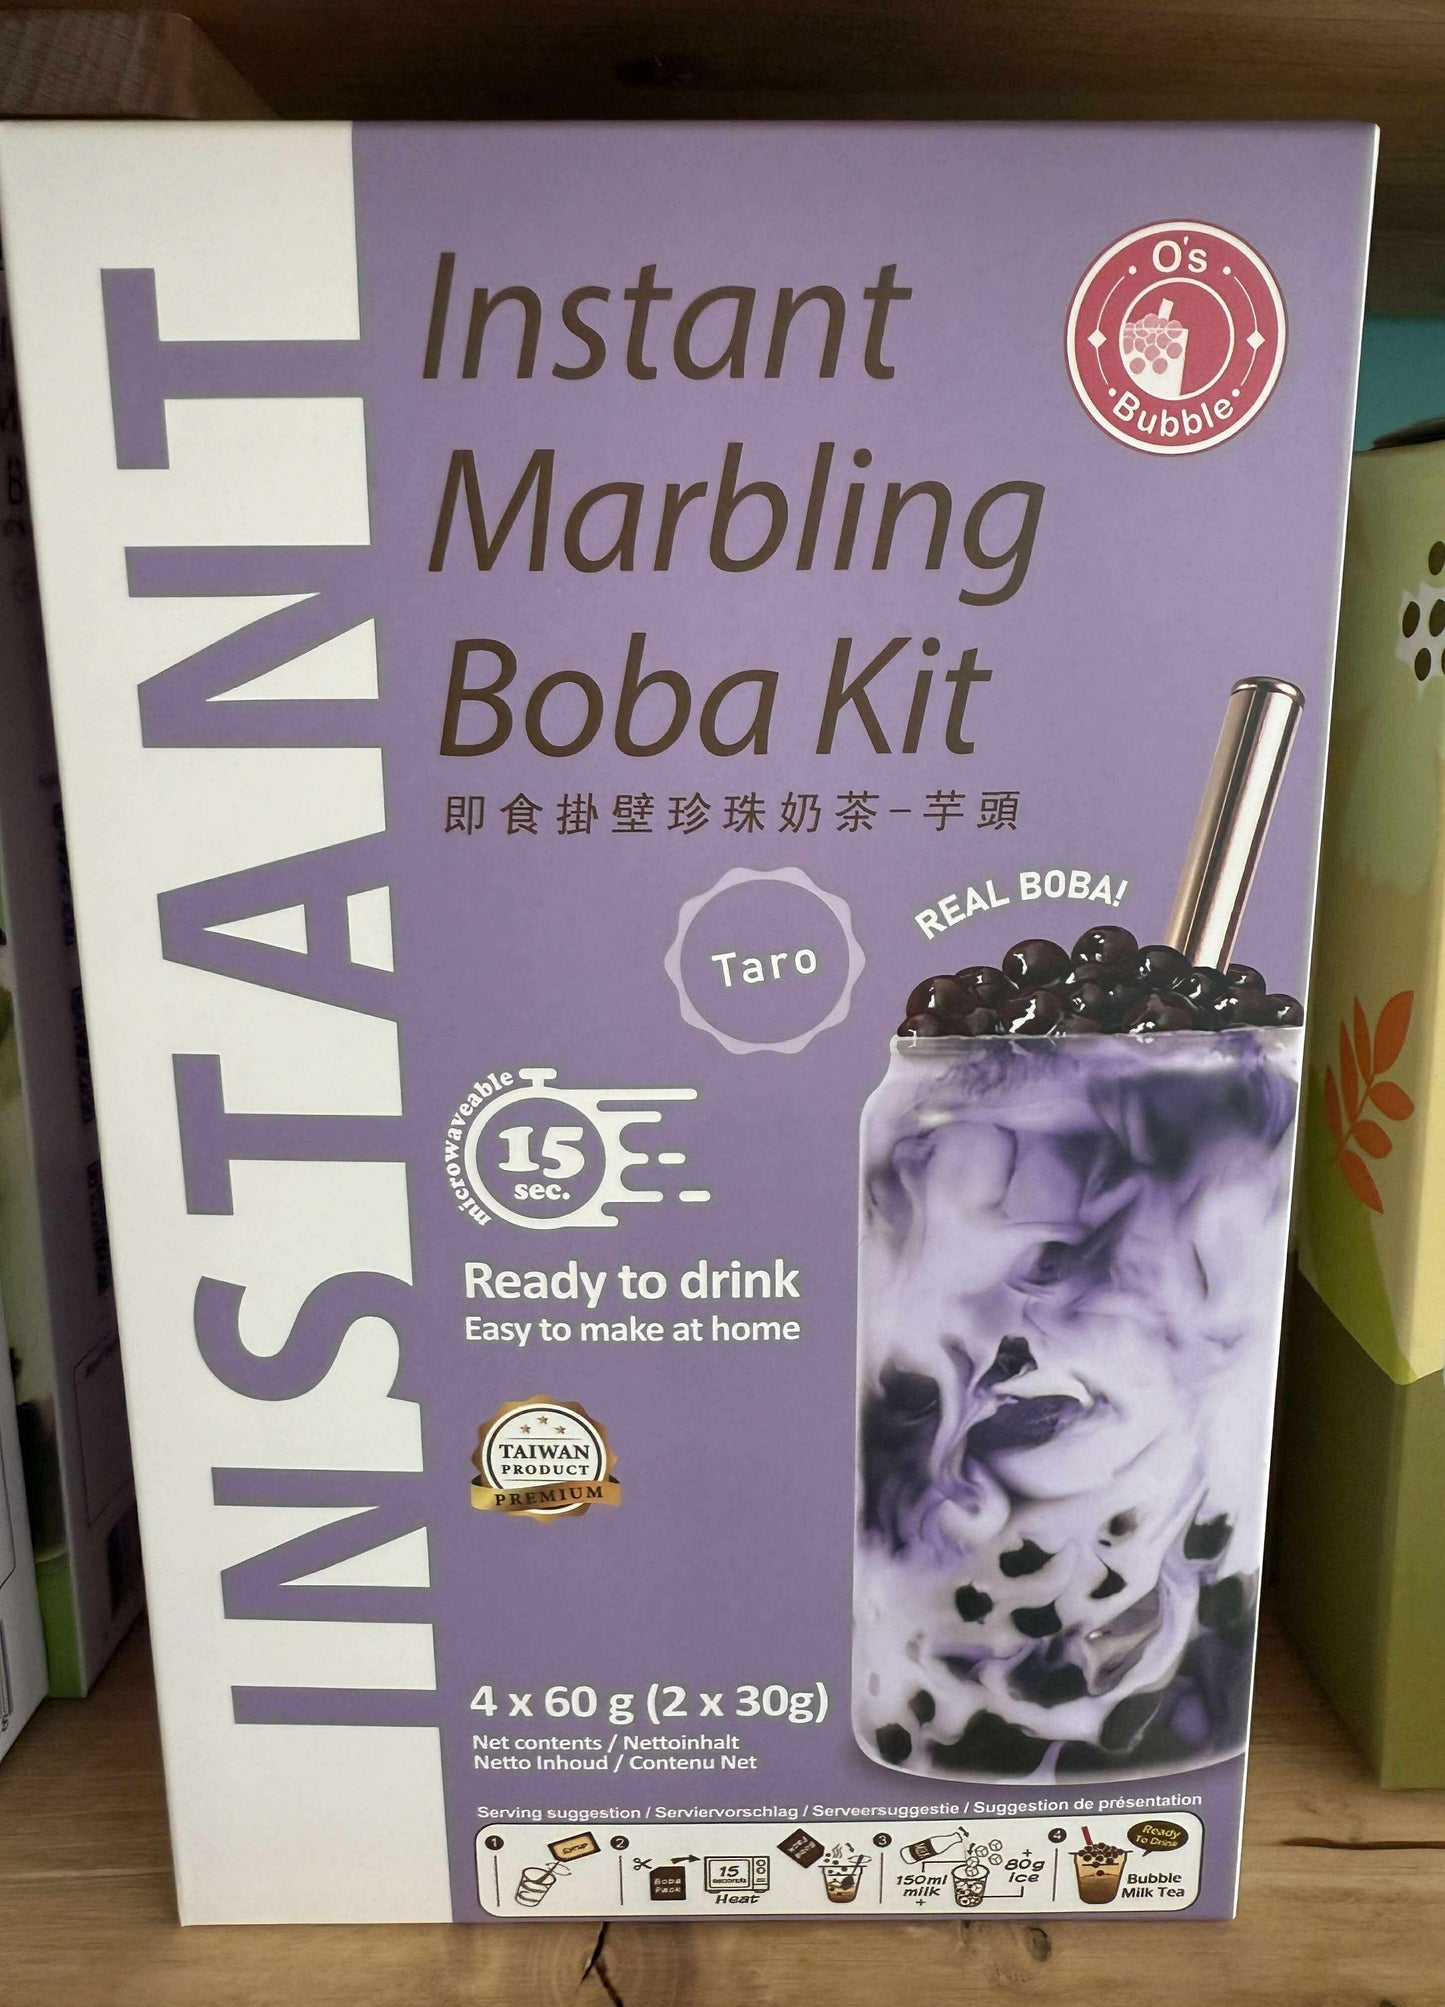 INSTANT
Instant
Marbling
Boba Kit
即食掛壁珍珠奶茶-芋頭
O's
Bubble
Taro
REAL BOBA!
microwaveable
15
sec.
Ready to drink
Easy to make at home
TAIWAN
PRODUCT
PREMIUM
4 x 60 g (2 x 30g)
Net contents / Nettoinhalt
Netto Inhoud / Contenu Net
Serving suggestion / Serviervorschlag / Serveersuggestie / Suggestion de présentation
1
Syrup
2
Boba
Pack
15
seconds
Heat
3
MILK
150ml
milk
+
+
80g
ice
4
Ready
To Drink
Bubble
Milk Tea